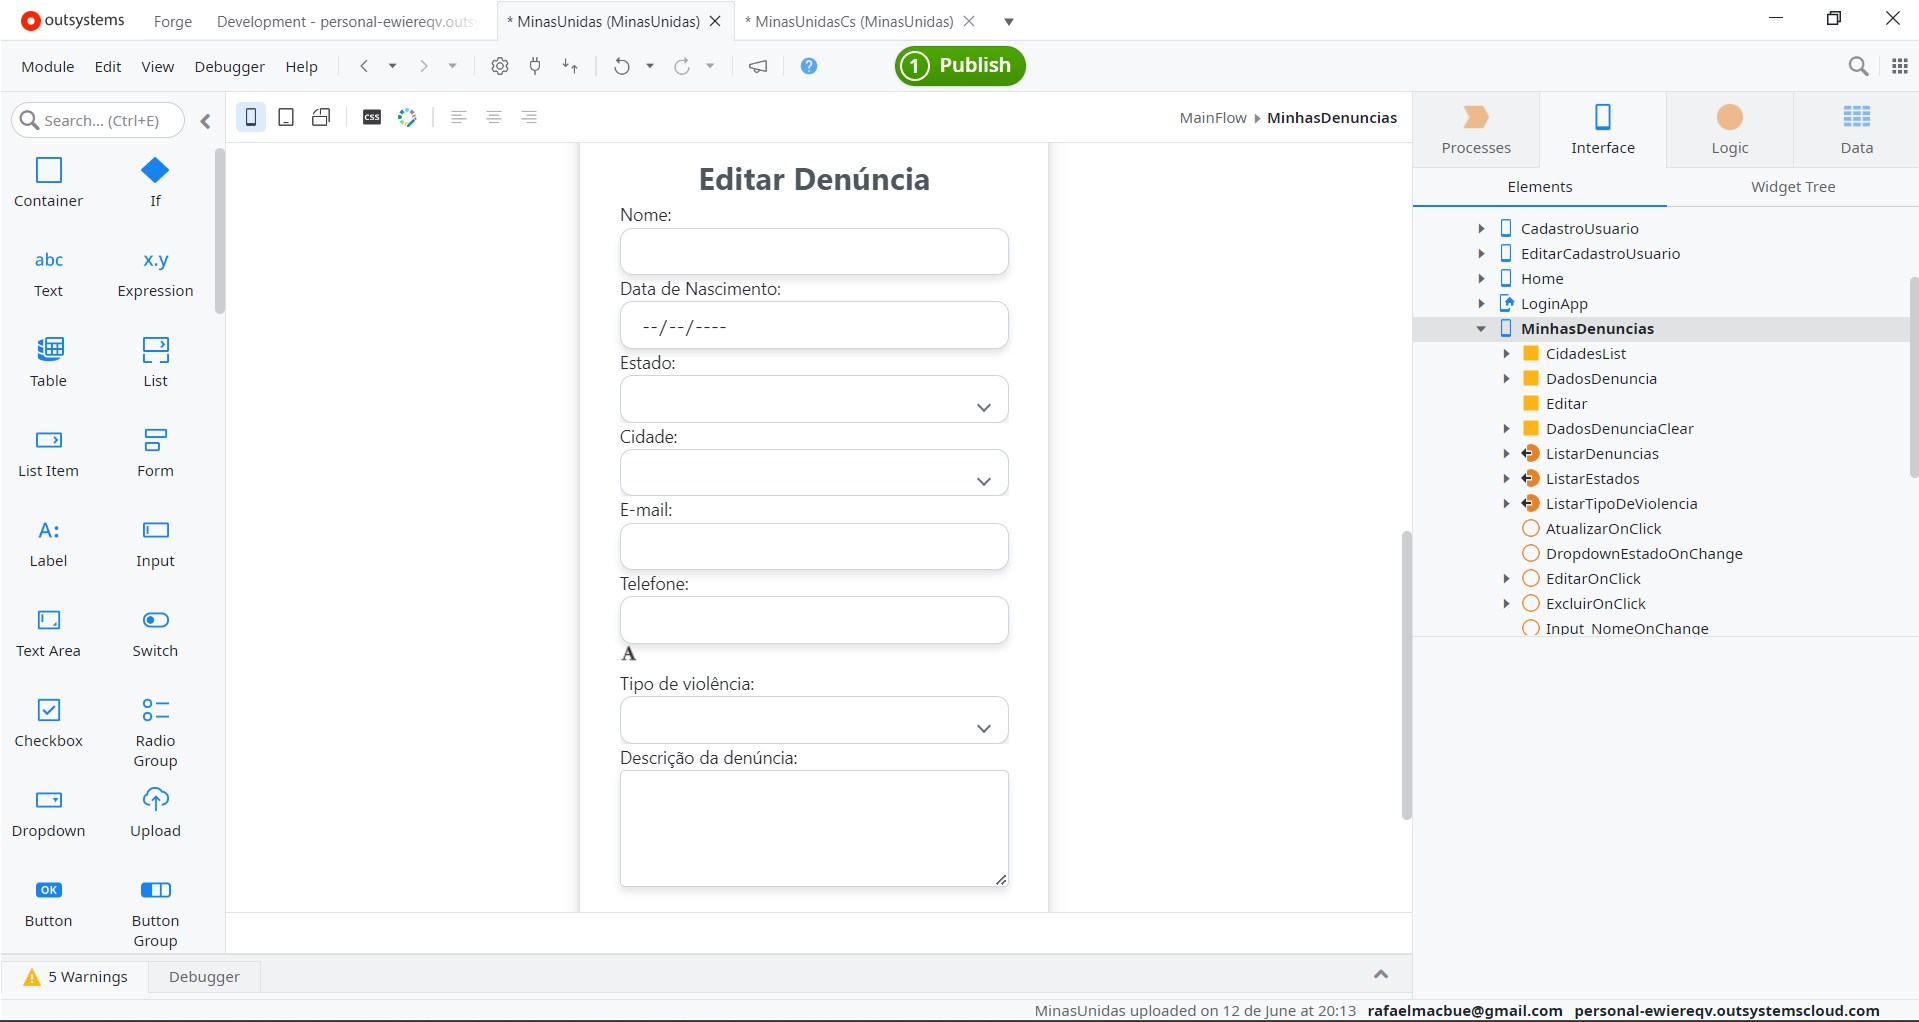 outsystems
Forge
Development - personal-ewiereqv.outs
* MinasUnidas (MinasUnidas)
* MinasUnidasCs (MinasUnidas)
Module
Edit
View
Debugger
Help
?
1 Publish
Search... (Ctrl+E)
CSS
MainFlow
MinhasDenuncias
Processes
Interface
Logic
Data
Elements
Widget Tree
Container
If
abc
x.y
Text
Expression
Table
List
List Item
Form
A:
Label
Input
Text Area
Switch
Checkbox
Radio
Group
Dropdown
Upload
OK
Button
Button
Group
Editar Denúncia
Nome:
Data de Nascimento:
--/--/----
Estado:
Cidade:
E-mail:
Telefone:
A
Tipo de violência:
Descrição da denúncia:
CadastroUsuario
EditarCadastroUsuario
Home
LoginApp
MinhasDenuncias
CidadesList
DadosDenuncia
Editar
DadosDenunciaClear
ListarDenuncias
ListarEstados
ListarTipoDeViolencia
AtualizarOnClick
DropdownEstadoOnChange
EditarOnClick
ExcluirOnClick
Input_NomeOnChange
5 Warnings
Debugger
MinasUnidas uploaded on 12 de June at 20:13
rafaelmacbue@gmail.com
personal-ewiereqv.outsystemscloud.com